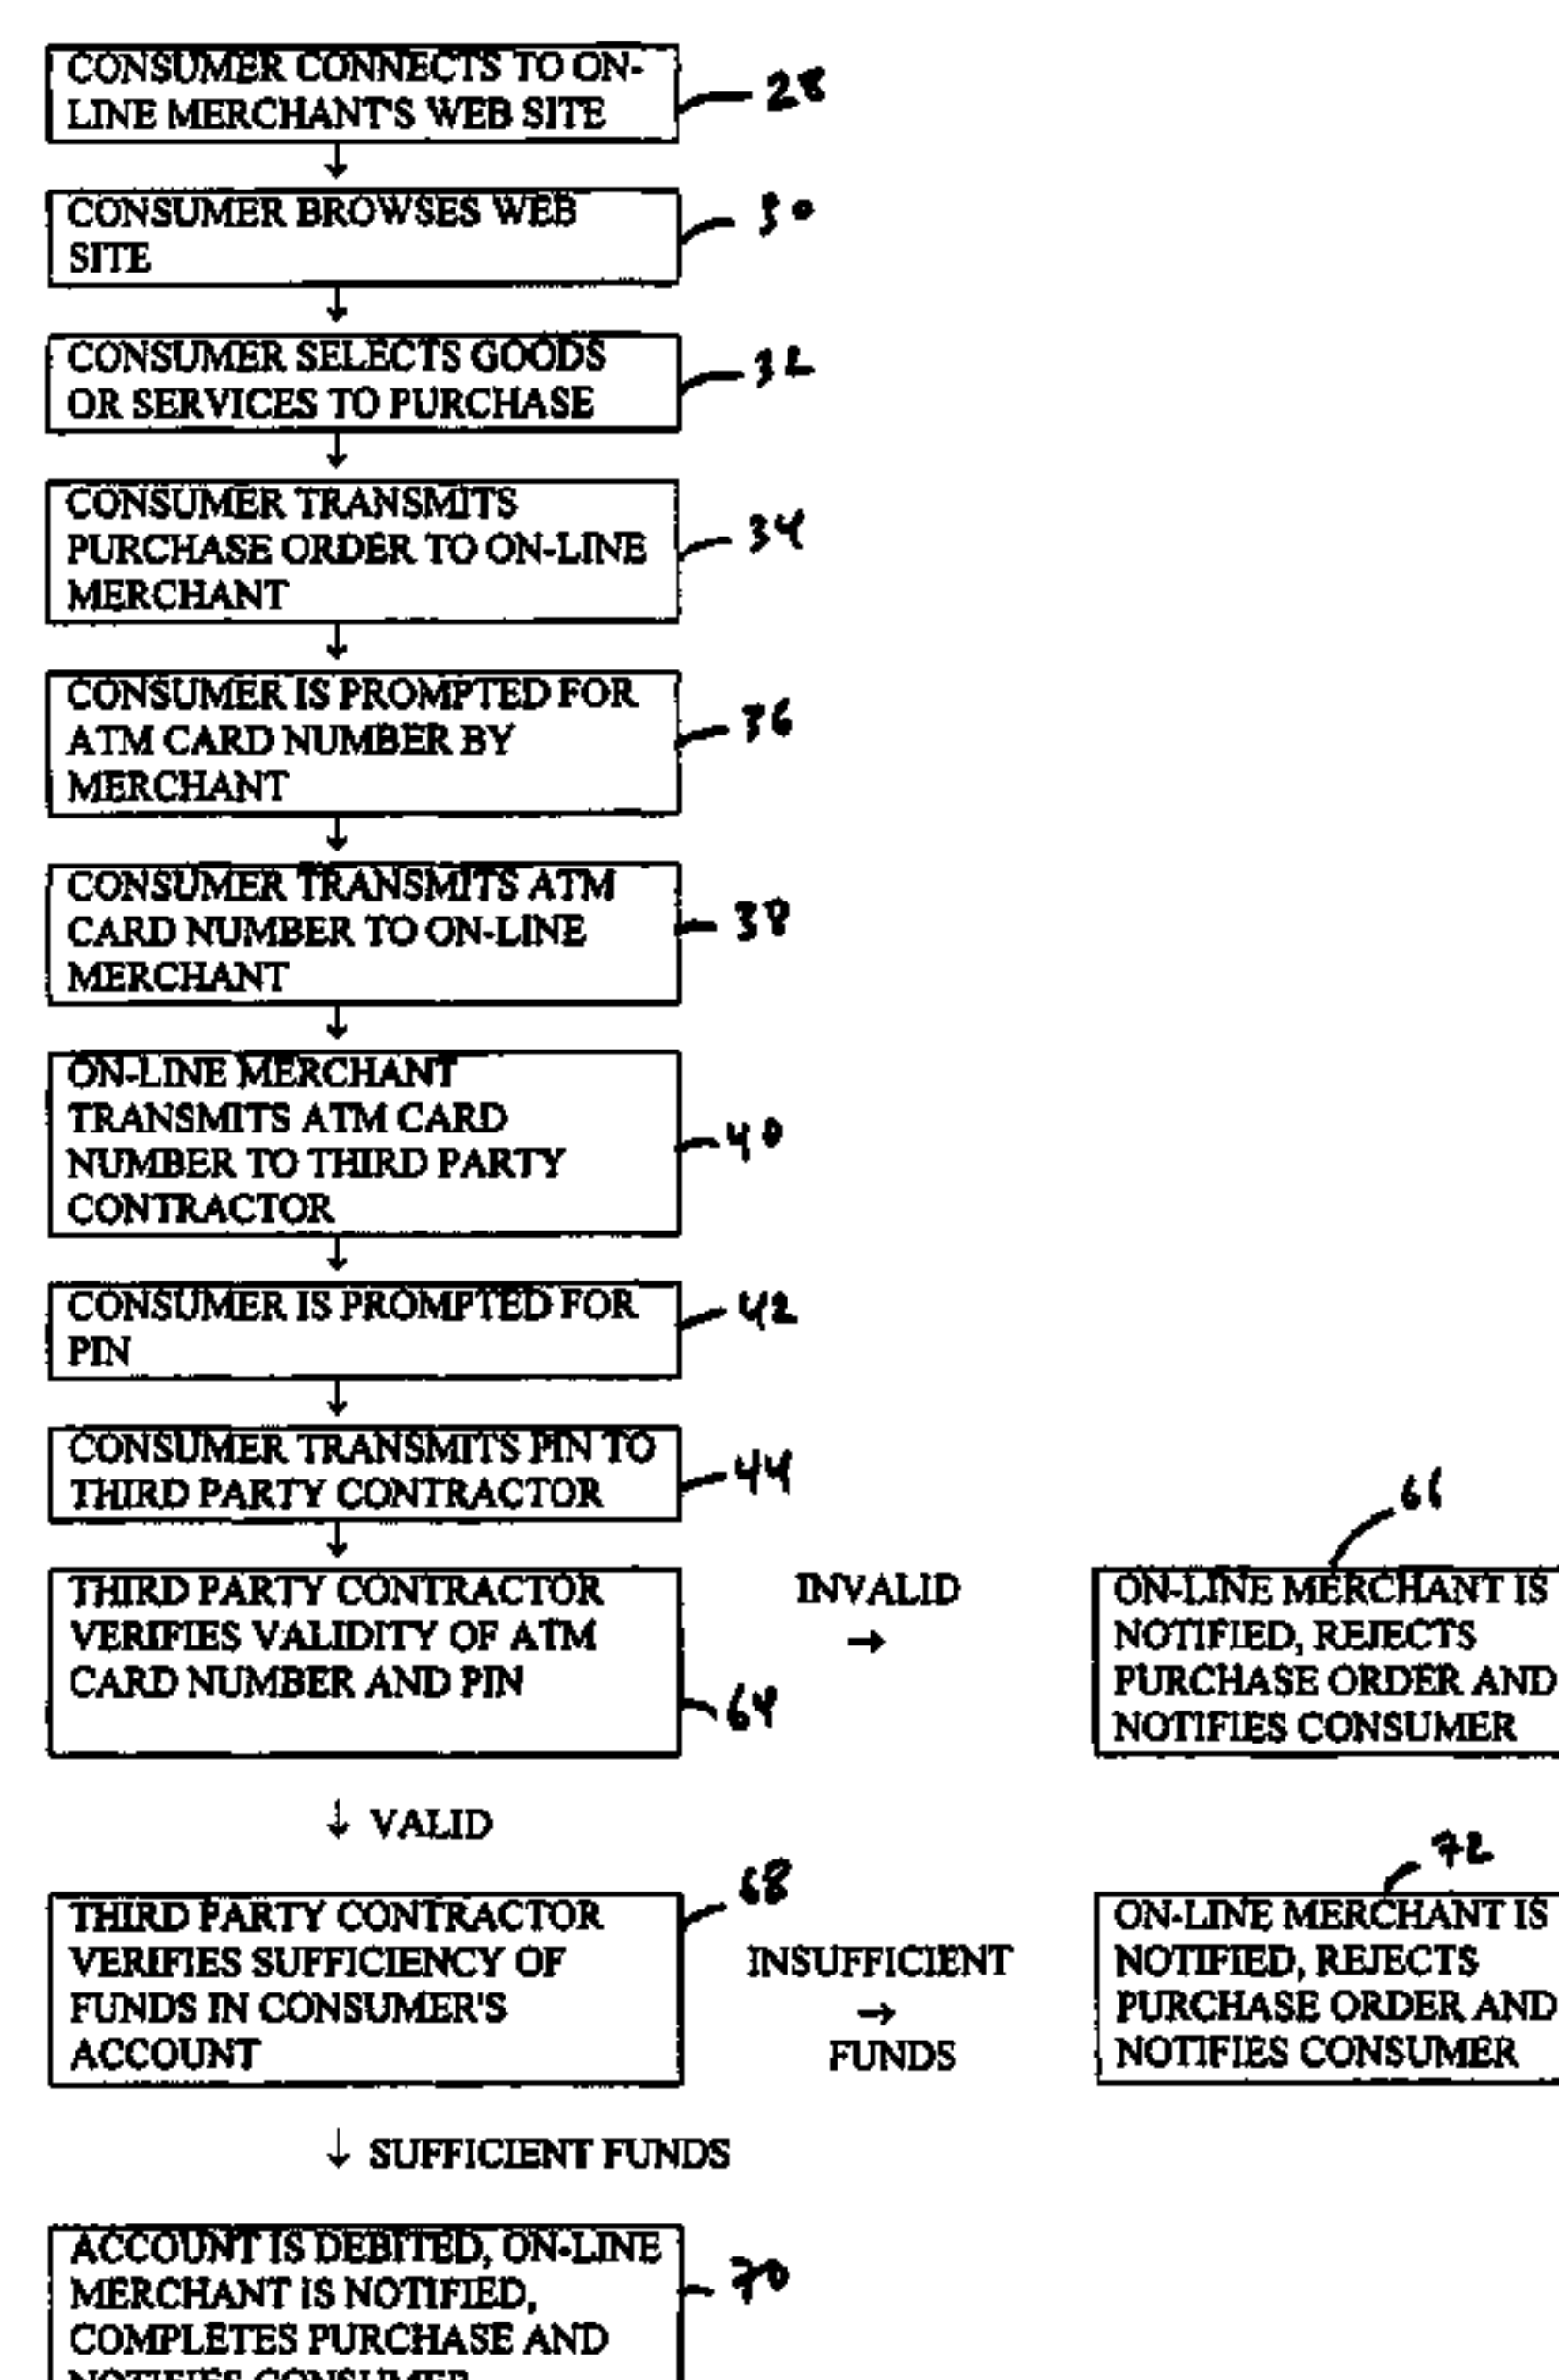 CONSUMER CONNECTS TO ON-
LINE MERCHANT'S WEB SITE
28
CONSUMER BROWSES WEB
SITE
30
CONSUMER SELECTS GOODS
OR SERVICES TO PURCHASE
32
CONSUMER TRANSMITS
PURCHASE ORDER TO ON-LINE
MERCHANT
34
CONSUMER IS PROMPTED FOR
ATM CARD NUMBER BY
MERCHANT
36
CONSUMER TRANSMITS ATM
CARD NUMBER TO ON-LINE
MERCHANT
38
ON-LINE MERCHANT
TRANSMITS ATM CARD
NUMBER TO THIRD PARTY
CONTRACTOR
40
CONSUMER IS PROMPTED FOR
PIN
42
CONSUMER TRANSMITS PIN TO
THIRD PARTY CONTRACTOR
44
THIRD PARTY CONTRACTOR
VERIFIES VALIDITY OF ATM
CARD NUMBER AND PIN
64
INVALID
66
ON-LINE MERCHANT IS
NOTIFIED, REJECTS
PURCHASE ORDER AND
NOTIFIES CONSUMER
VALID
THIRD PARTY CONTRACTOR
VERIFIES SUFFICIENCY OF
FUNDS IN CONSUMER'S
ACCOUNT
68
INSUFFICIENT
FUNDS
72
ON-LINE MERCHANT IS
NOTIFIED, REJECTS
PURCHASE ORDER AND
NOTIFIES CONSUMER
SUFFICIENT FUNDS
ACCOUNT IS DEBITED, ON-LINE
MERCHANT IS NOTIFIED,
COMPLETES PURCHASE AND
NOTIFIES CONSUMER
70